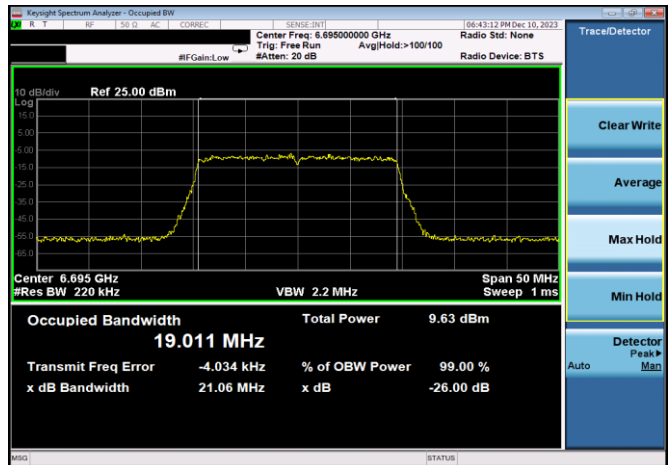 Keysight Spectrum Analyzer - Occupied BW
R T RF 50 Ω AC CORREC SENSE:INT 06:43:12 PM Dec 10, 2023
Center Freq: 6.695000000 GHz Radio Std: None
Trig: Free Run Avg|Hold:>100/100
#IFGain:Low #Atten: 20 dB Radio Device: BTS
Trace/Detector
10 dB/div Ref 25.00 dBm
Log
15.0
5.00
-5.00
-15.0
-25.0
-35.0
-45.0
-55.0
-65.0
Center 6.695 GHz Span 50 MHz
#Res BW 220 kHz VBW 2.2 MHz Sweep 1 ms
Occupied Bandwidth Total Power 9.63 dBm
19.011 MHz
Transmit Freq Error -4.034 kHz % of OBW Power 99.00 %
x dB Bandwidth 21.06 MHz x dB -26.00 dB
Clear Write
Average
Max Hold
Min Hold
Detector
Peak
Auto Man
MSG STATUS